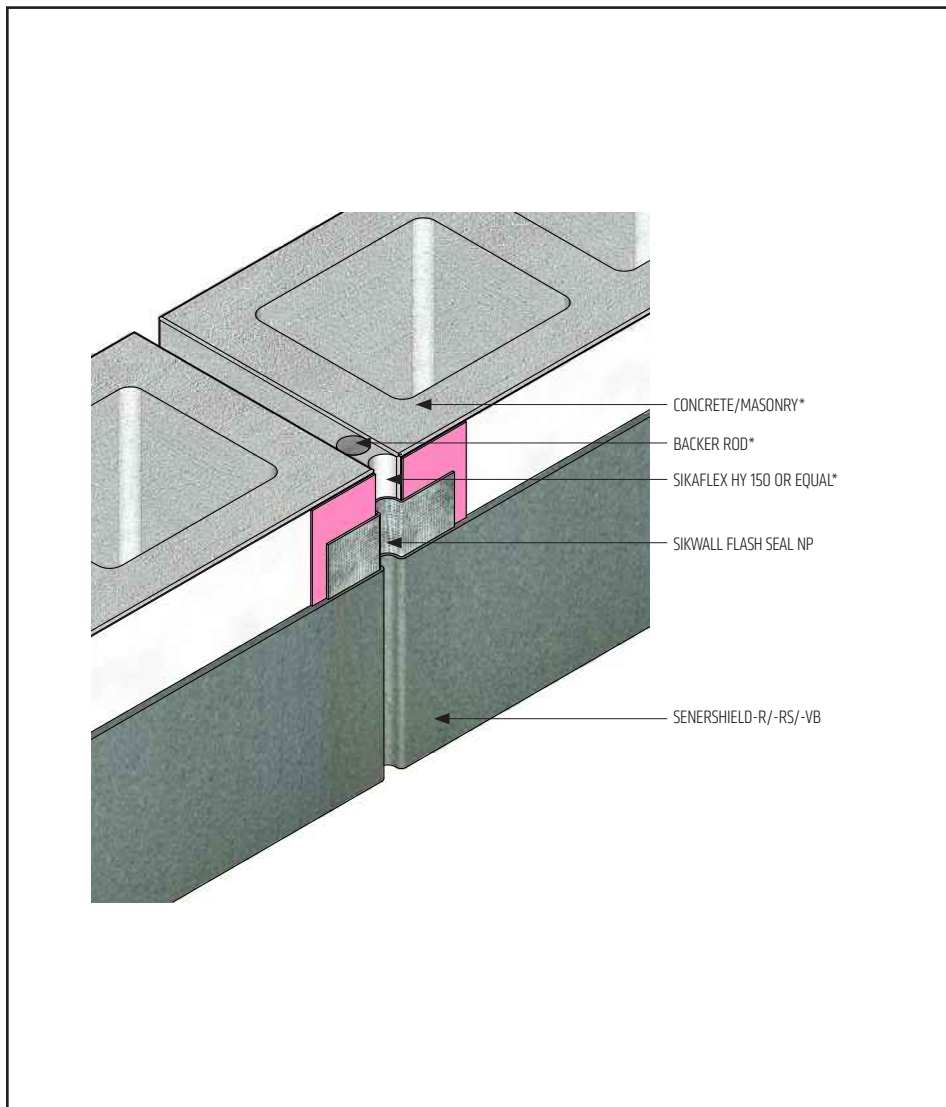 CONCRETE/MASONRY*
BACKER ROD*
SIKAFLEX HY 150 OR EQUAL*
SIKWALL FLASH SEAL NP
SENERSHIELD-R/-RS/-VB